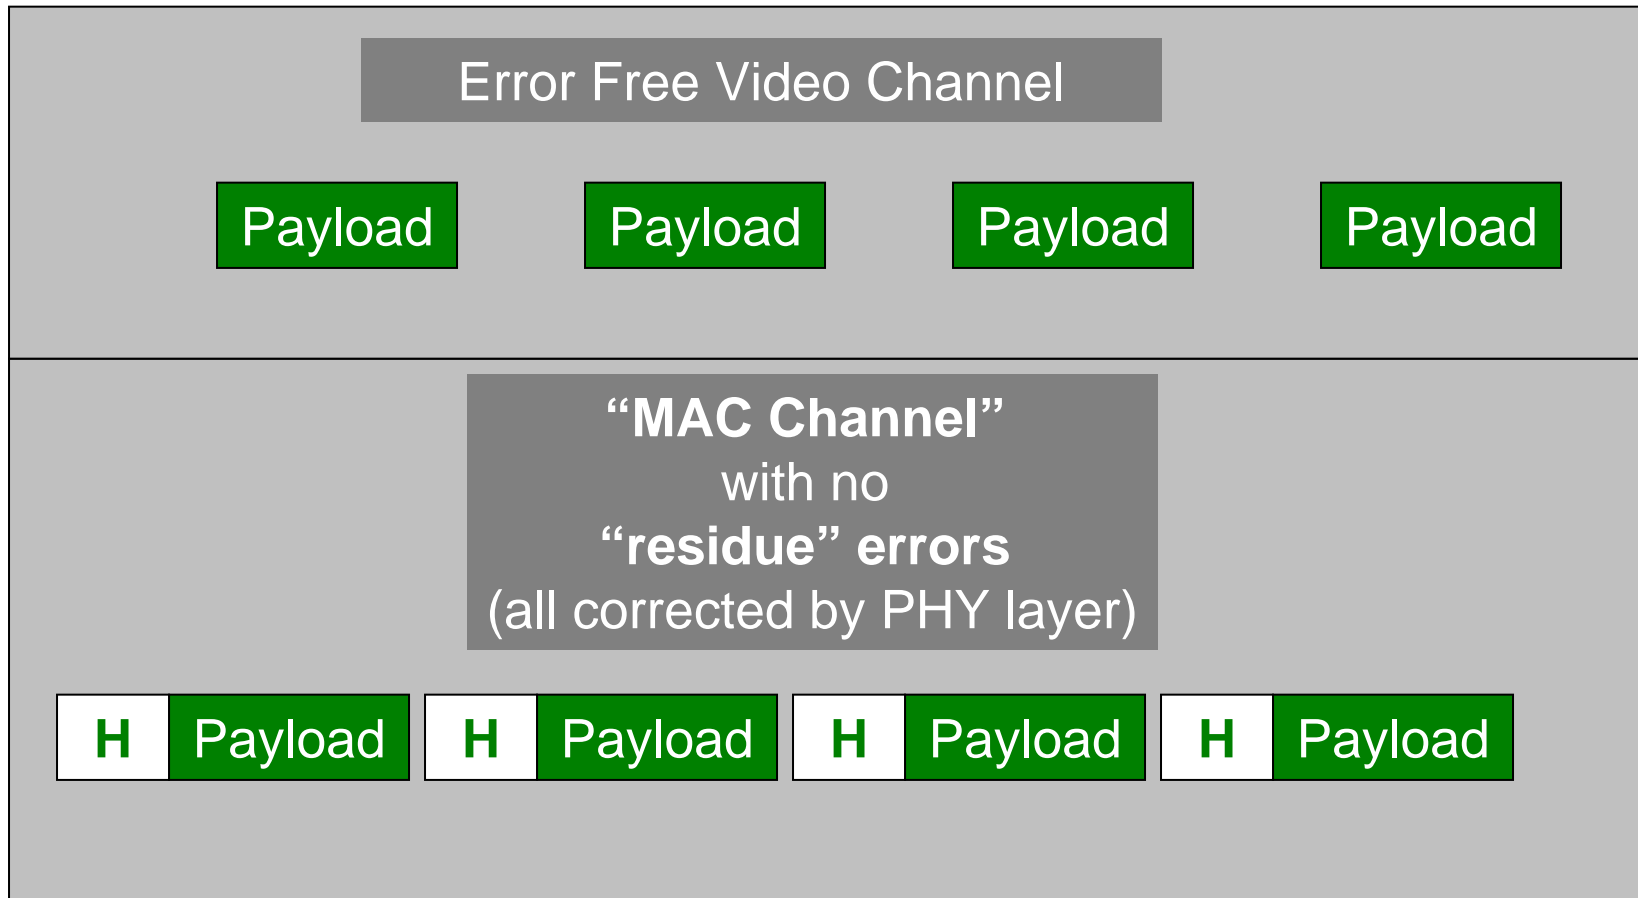 Error Free Video Channel
Payload Payload Payload Payload
“MAC Channel”
with no
“residue” errors
(all corrected by PHY layer)
H Payload H Payload H Payload H Payload